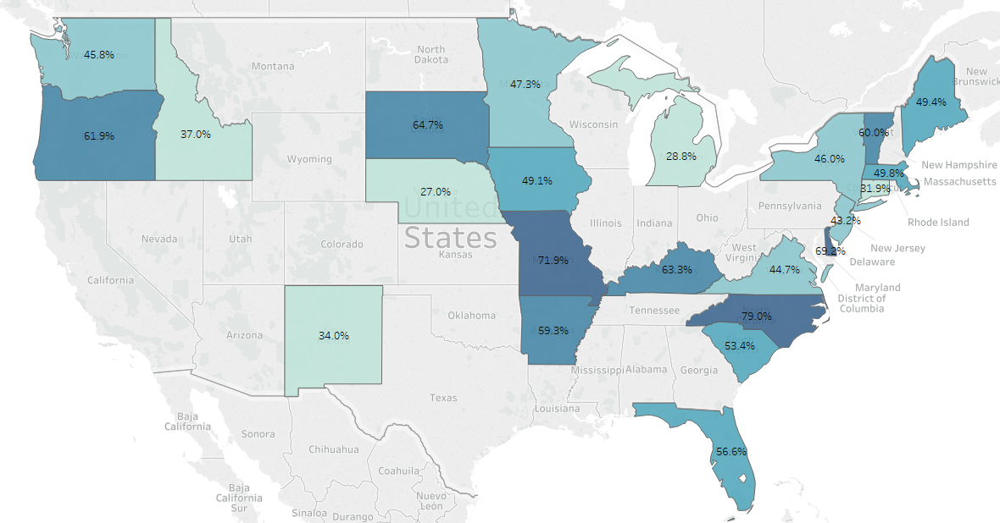 45.8%
Montana
North
Dakota
47.3%
New
Brunswick
49.4%
61.9%
37.0%
64.7%
Wisconsin
28.8%
60.0%
Wyoming
46.0%
New Hampshire
49.8%
Massachusetts
27.0%
49.1%
31.9%
United
States
Pennsylvania
43.2%
Rhode Island
Nevada
Utah
Colorado
Kansas
Illinois
Indiana
Ohio
West
Virginia
69.2%
New Jersey
Delaware
California
71.9%
63.3%
44.7%
Maryland
District of
Columbia
Oklahoma
Tennessee
79.0%
Arizona
34.0%
59.3%
53.4%
Mississippi
Alabama
Georgia
Texas
Louisiana
Baja
California
Sonora
Chihuahua
56.6%
Coahuila
Baja
California
Sur
Nuevo
León
Sinaloa
Durango